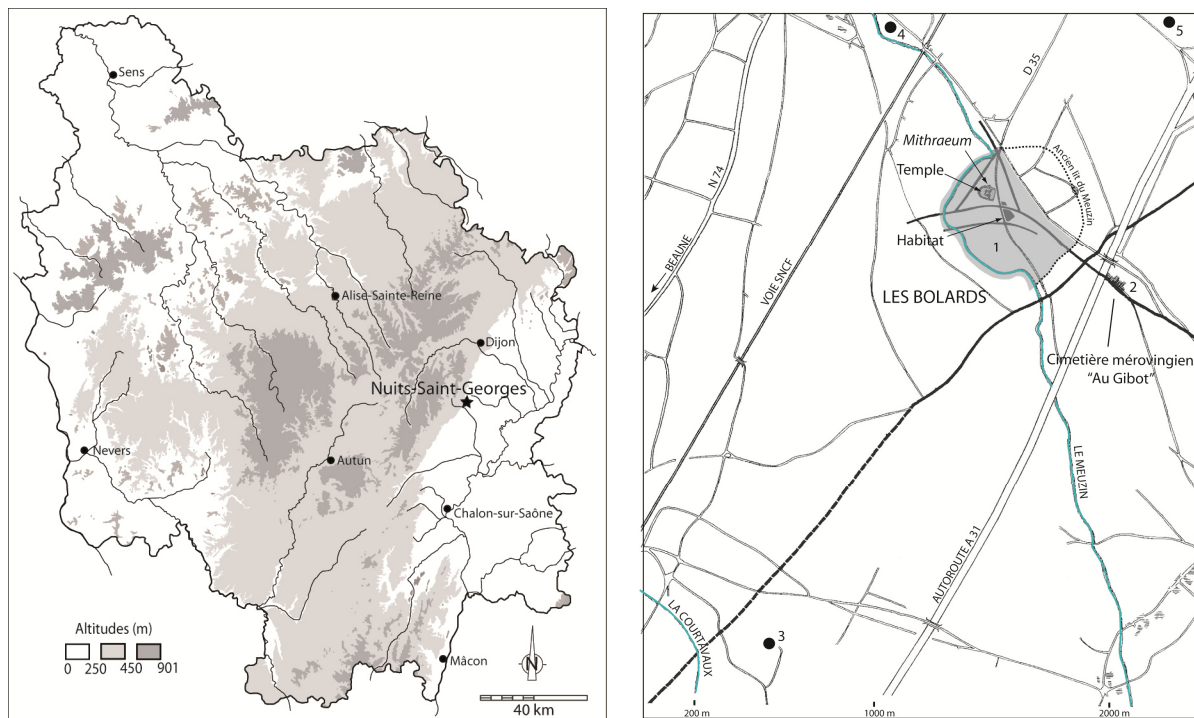 Sens
Alise-Sainte-Reine
Dijon
Nuits-Saint-Georges
Nevers
Autun
Chalon-sur-Saône
Altitudes (m)
0 250 450 901
Mâcon
N
40 km
4
5
D 35
Mithraeum
Temple
Ancien lit du Meuzin
N 74
BEAUNE
Habitat
1
VOIE SNCF
LES BOLARDS
2
Cimetière mérovingien
"Au Gibot"
LE MEUZIN
AUTOROUTE A 31
LA COURTAVAUX
3
200 m
1000 m
2000 m